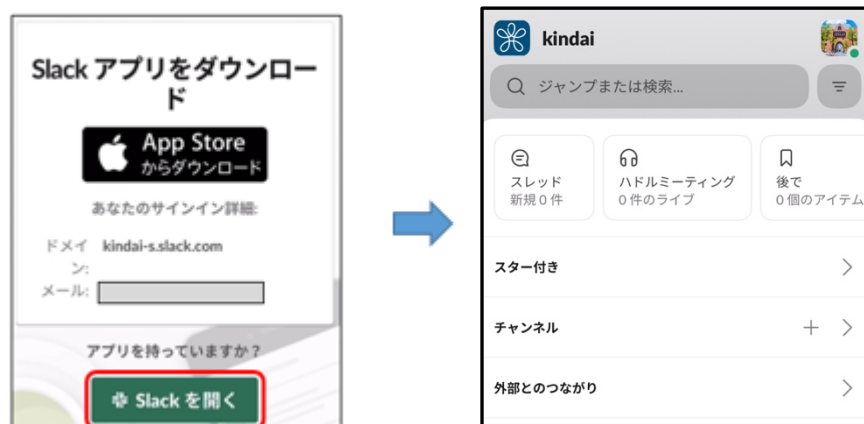 Slack アプリをダウンロー
ド
App Store
からダウンロード
あなたのサインイン詳細:
ドメイ
ン:
kindai-s.slack.com
メール:
アプリを持っていますか？
Slack を開く
kindai
ジャンプまたは検索...
スレッド
新規 0 件
ハドルミーティング
0 件のライブ
後で
0 個のアイテム
スター付き
チャンネル
外部とのつながり